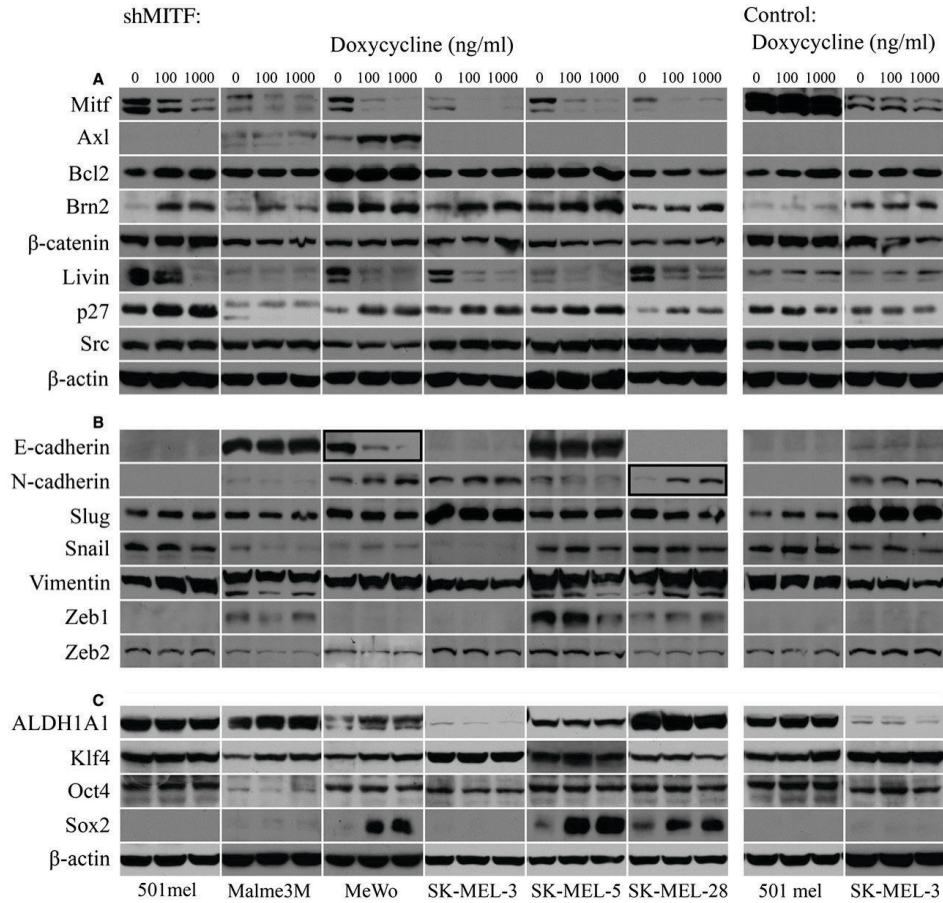 shMITF:
Control:
Doxycycline (ng/ml)
Doxycycline (ng/ml)
A
0 100 1000 0 100 1000 0 100 1000 0 100 1000 0 100 1000 0 100 1000 0 100 1000 0 100 1000
Mitf
Axl
Bcl2
Brn2
β-catenin
Livin
p27
Src
β-actin
B
E-cadherin
N-cadherin
Slug
Snail
Vimentin
Zeb1
Zeb2
C
ALDH1A1
Klf4
Oct4
Sox2
β-actin
501mel Malme3M MeWo SK-MEL-3 SK-MEL-5 SK-MEL-28 501 mel SK-MEL-3